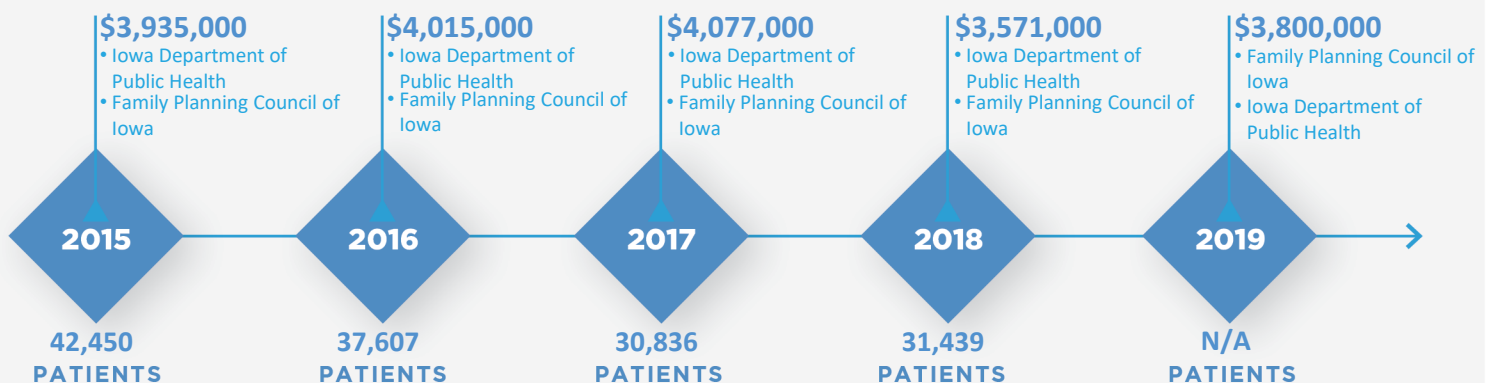 $3,935,000
• Iowa Department of
Public Health
• Family Planning Council of
Iowa
$4,015,000
• Iowa Department of
Public Health
• Family Planning Council of
Iowa
$4,077,000
• Iowa Department of
Public Health
• Family Planning Council of
Iowa
$3,571,000
• Iowa Department of
Public Health
• Family Planning Council of
Iowa
$3,800,000
• Family Planning Council of
Iowa
• Iowa Department of
Public Health
2015
2016
2017
2018
2019
42,450
PATIENTS
37,607
PATIENTS
30,836
PATIENTS
31,439
PATIENTS
N/A
PATIENTS